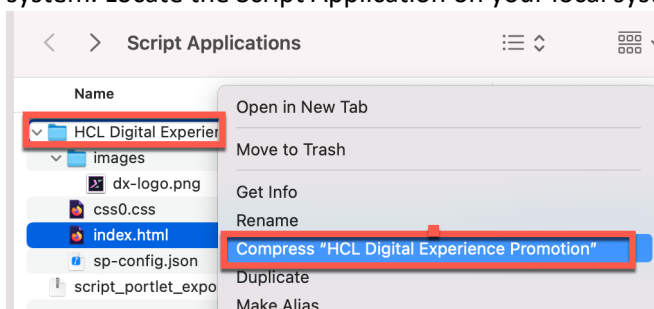 system. Locate the Script Application on your local sys
Script Applications
Name
HCL Digital Experier
images
dx-logo.png
css0.css
index.html
sp-config.json
script_portlet_expo
Open in New Tab
Move to Trash
Get Info
Rename
Compress “HCL Digital Experience Promotion”
Duplicate
Make Alias